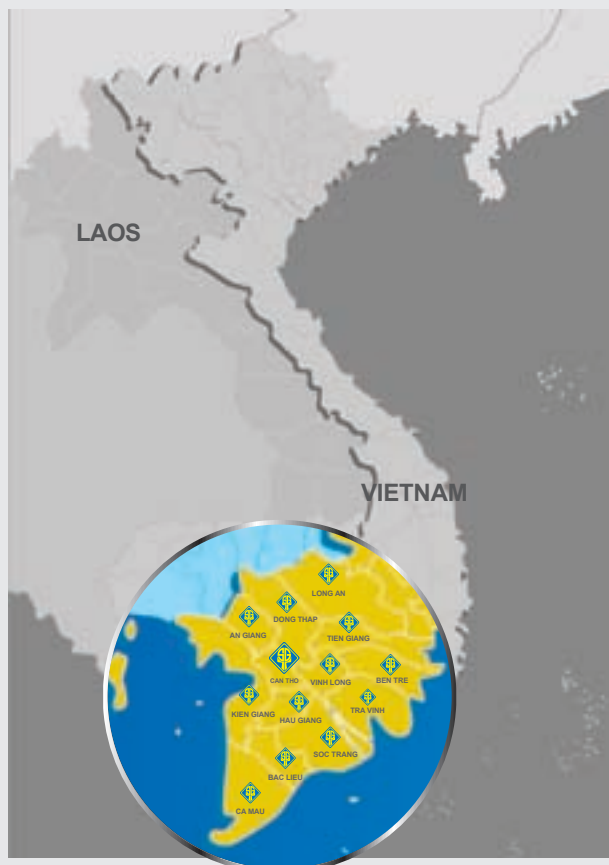 LAOS
VIETNAM
LONG AN
DONG THAP
AN GIANG
TIEN GIANG
CAN THO
VINH LONG
BEN TRE
KIEN GIANG
HAU GIANG
TRA VINH
SOC TRANG
BAC LIEU
CA MAU